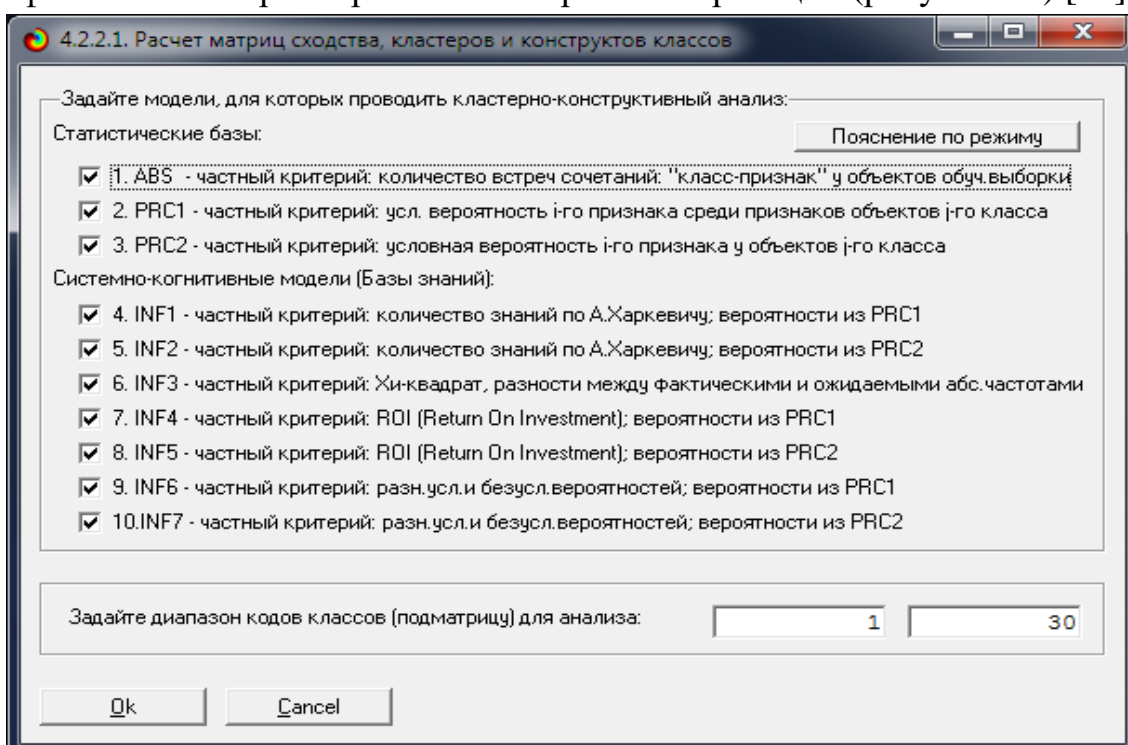 4.2.2.1. Расчет матриц сходства, кластеров и конструктов классов
Задайте модели, для которых проводить кластерно-конструктивный анализ:
Статистические базы:
Пояснение по режиму
1. ABS - частный критерий: количество встреч сочетаний: "класс-признак" у объектов обуч.выборки
2. PRC1 - частный критерий: усл. вероятность i-го признака среди признаков объектов j-го класса
3. PRC2 - частный критерий: условная вероятность i-го признака у объектов j-го класса
Системно-когнитивные модели (Базы знаний):
4. INF1 - частный критерий: количество знаний по А.Харкевичу; вероятности из PRC1
5. INF2 - частный критерий: количество знаний по А.Харкевичу; вероятности из PRC2
6. INF3 - частный критерий: Хи-квадрат, разности между фактическими и ожидаемыми абс.частотами
7. INF4 - частный критерий: ROI (Return On Investment); вероятности из PRC1
8. INF5 - частный критерий: ROI (Return On Investment); вероятности из PRC2
9. INF6 - частный критерий: разн.усл.и безусл.вероятностей; вероятности из PRC1
10.INF7 - частный критерий: разн.усл.и безусл.вероятностей; вероятности из PRC2
Задайте диапазон кодов классов (подматрицу) для анализа: 1 30
Ok Cancel